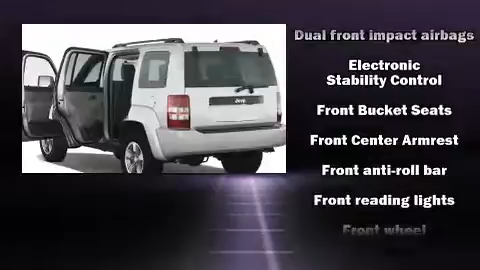 Dual front impact airbags
Electronic
Stability Control
Front Bucket Seats
Front Center Armrest
Front anti-roll bar
Front reading lights
Front wheel
Jeep